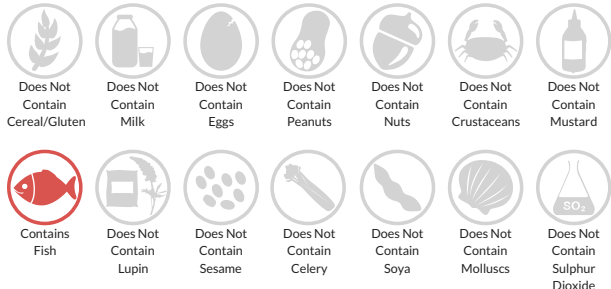 Does Not Contain Cereal/Gluten
Does Not Contain Milk
Does Not Contain Eggs
Does Not Contain Peanuts
Does Not Contain Nuts
Does Not Contain Crustaceans
Does Not Contain Mustard
Contains Fish
Does Not Contain Lupin
Does Not Contain Sesame
Does Not Contain Celery
Does Not Contain Soya
Does Not Contain Molluscs
SO₂
Does Not Contain Sulphur Dioxide